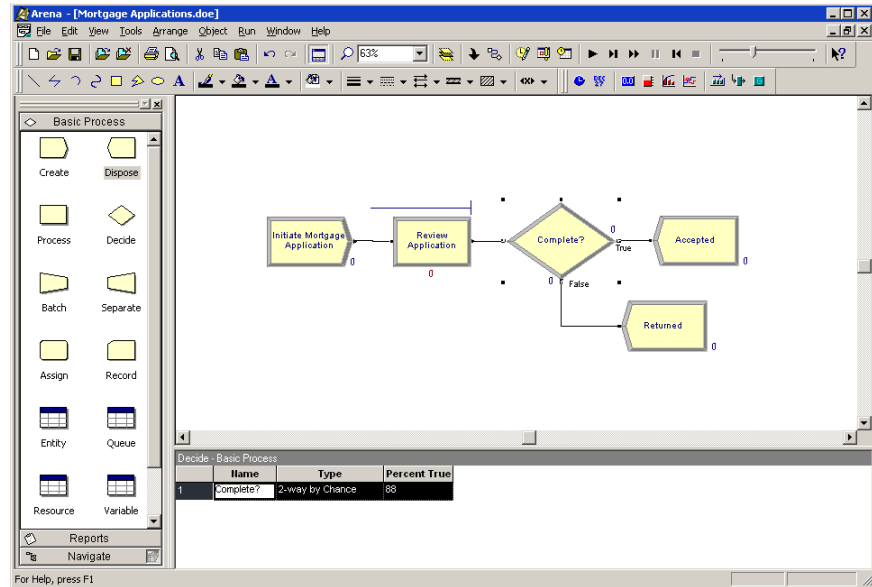 Arena - [Mortgage Applications.doe]
File Edit View Tools Arrange Object Run Window Help
63%
A A
Basic Process
Create Dispose
Process Decide
Batch Separate
Assign Record
Entity Queue
Resource Variable
Reports
Navigate
Initiate Mortgage
Application
0
Review
Application
0
Complete?
0
True
0
False
Accepted
0
Returned
0
Decide - Basic Process
Name Type Percent True
1 Complete? 2-way by Chance 88
For Help, press F1